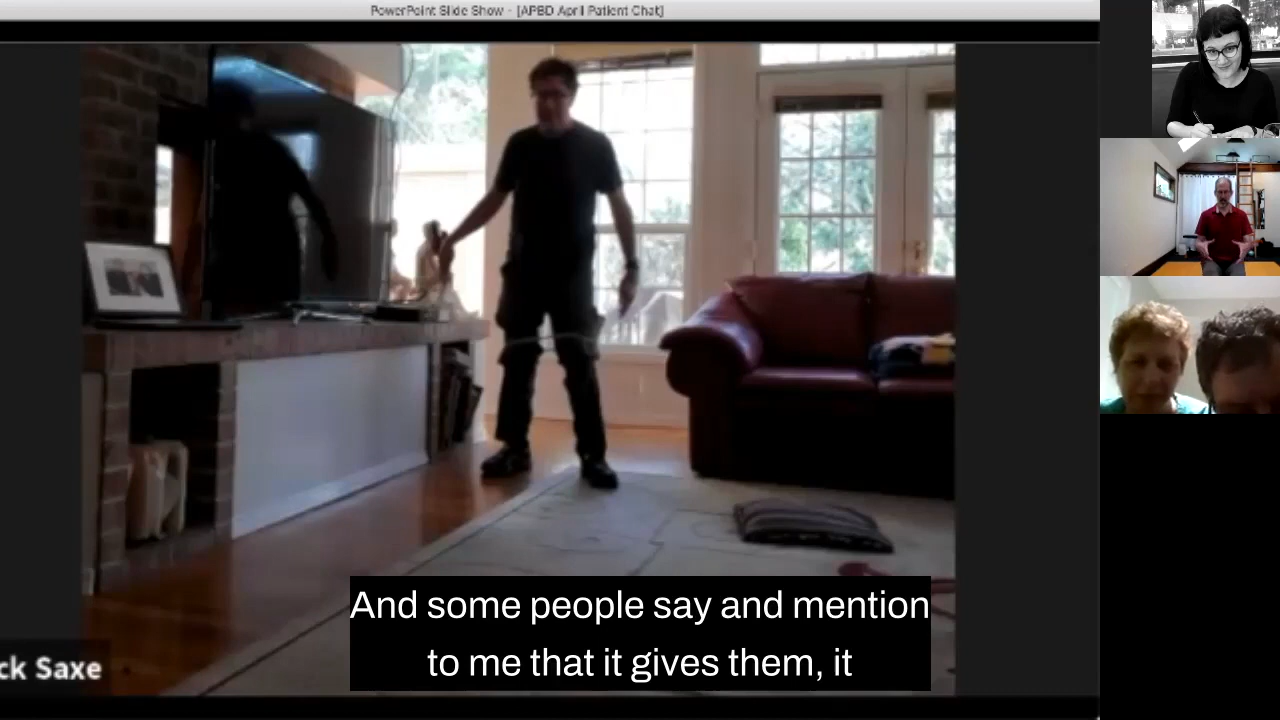 PowerPoint Slide Show - [APBD April Patient Chat]
And some people say and mention
to me that it gives them, it
ck Saxe